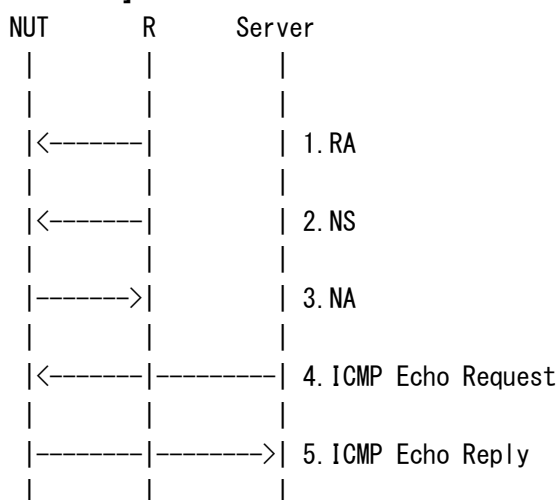 NUT R Server
| | |
| | |
|<-------| | 1.RA
| | |
|<-------| | 2.NS
| | |
|------->| | 3.NA
| | |
|<-------|---------| 4.ICMP Echo Request
| | |
|--------|-------->| 5.ICMP Echo Reply
| | |